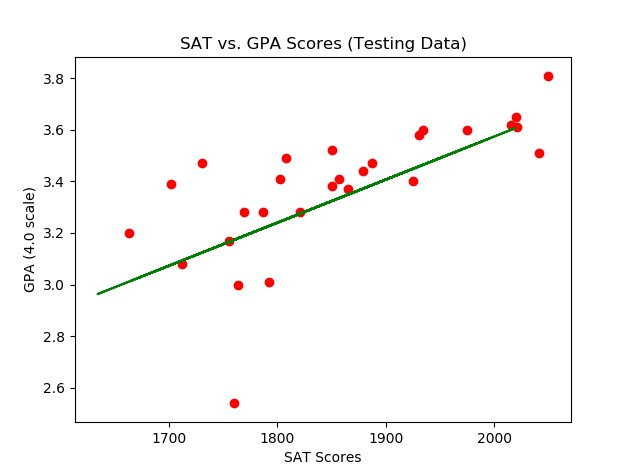 SAT vs. GPA Scores (Testing Data)
3.8
3.6
3.4
3.2
3.0
2.8
2.6
GPA (4.0 scale)
1700 1800 1900 2000
SAT Scores